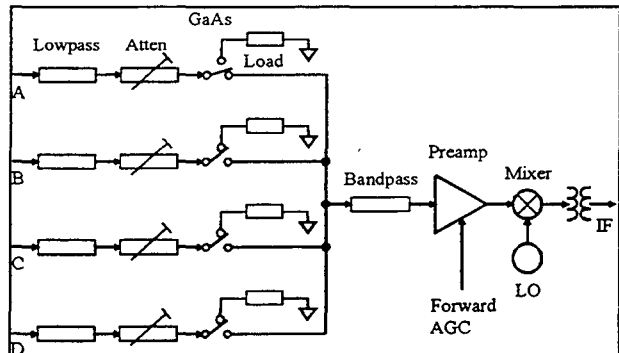 GaAs
Lowpass
Atten
Load
A
B
Bandpass
Preamp
Mixer
IF
C
LO
Forward
AGC
D